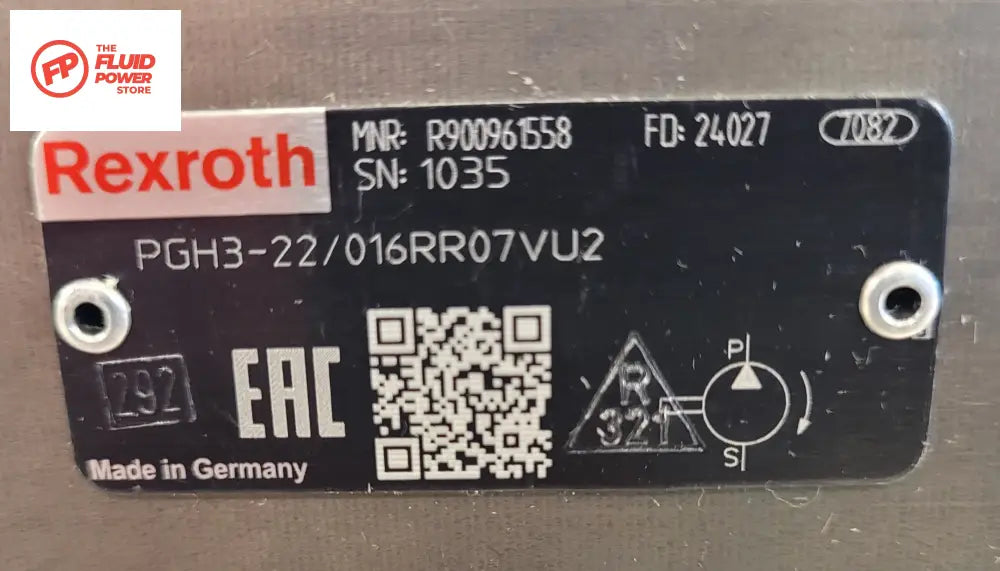 THE
FLUID
POWER
STORE
FP
Rexroth
MNR: R900961558 FD: 24027 7082
SN: 1035
PGH3-22/016RR07VU2
292 EAC
R
321
P
S
Made in Germany